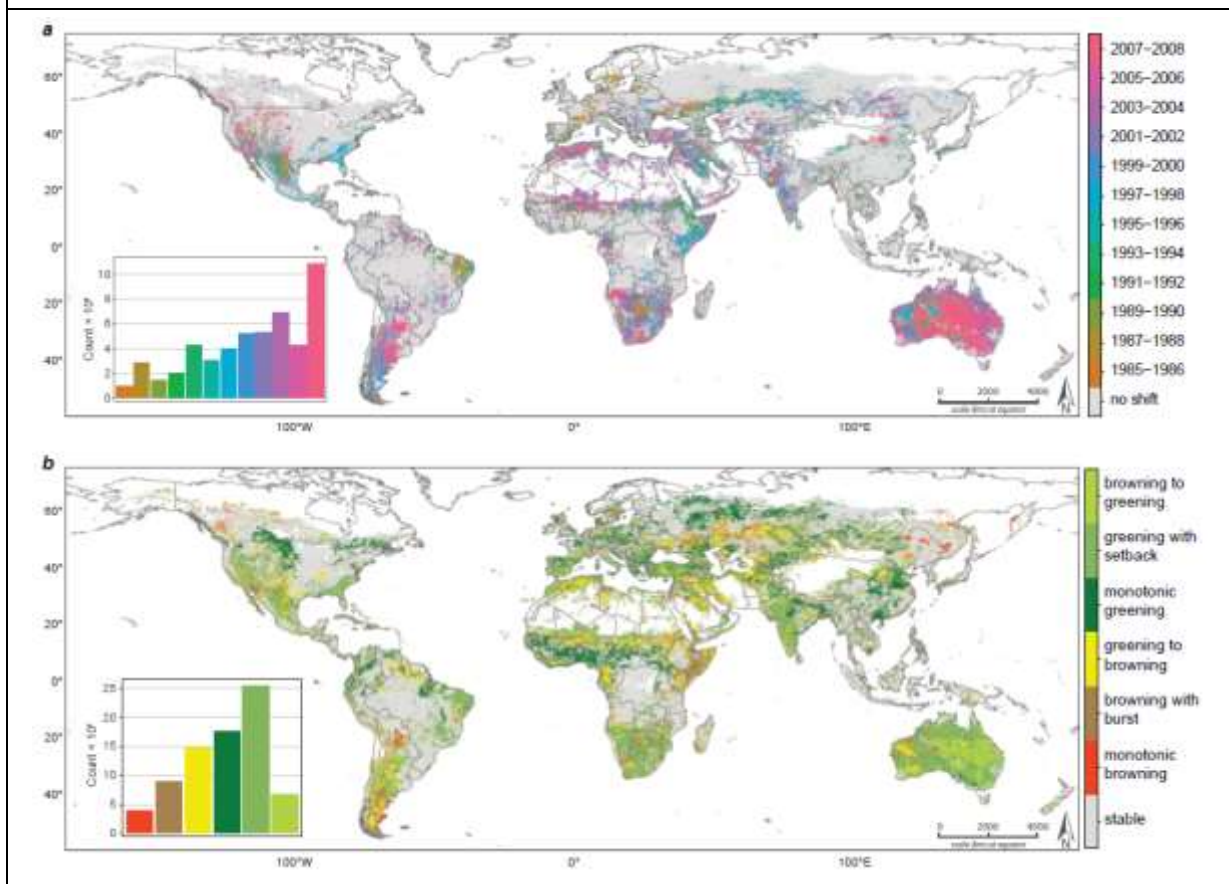 a
60°
40°
20°
0°
20°
40°
100°W
0°
100°E
10
8
6
4
2
0
0
2000
4000
N
2007–2008
2005–2006
2003–2004
2001–2002
1999–2000
1997–1998
1995–1996
1993–1994
1991–1992
1989–1990
1987–1988
1985–1986
no shift
b
60°
40°
20°
0°
20°
40°
100°W
0°
100°E
25
20
15
10
5
0
0
2000
4000
N
browning to
greening
greening with
setback
monotonic
greening
greening to
browning
browning with
burst
monotonic
browning
stable